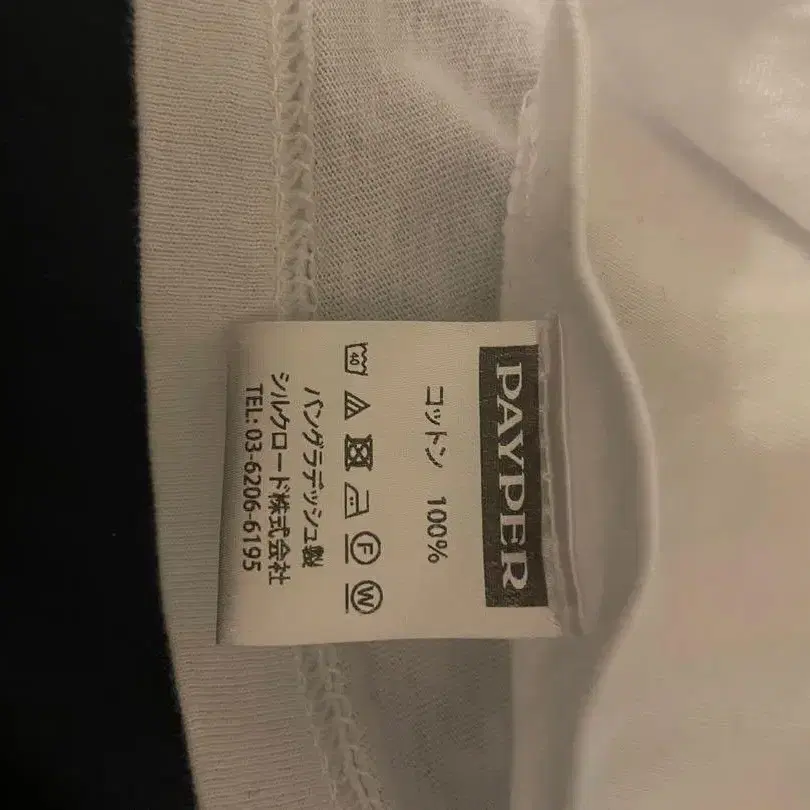 PAYPER
コットン 100%
40
F W
バングラデッシュ製
シルクロード株式会社
TEL: 03-6206-6195